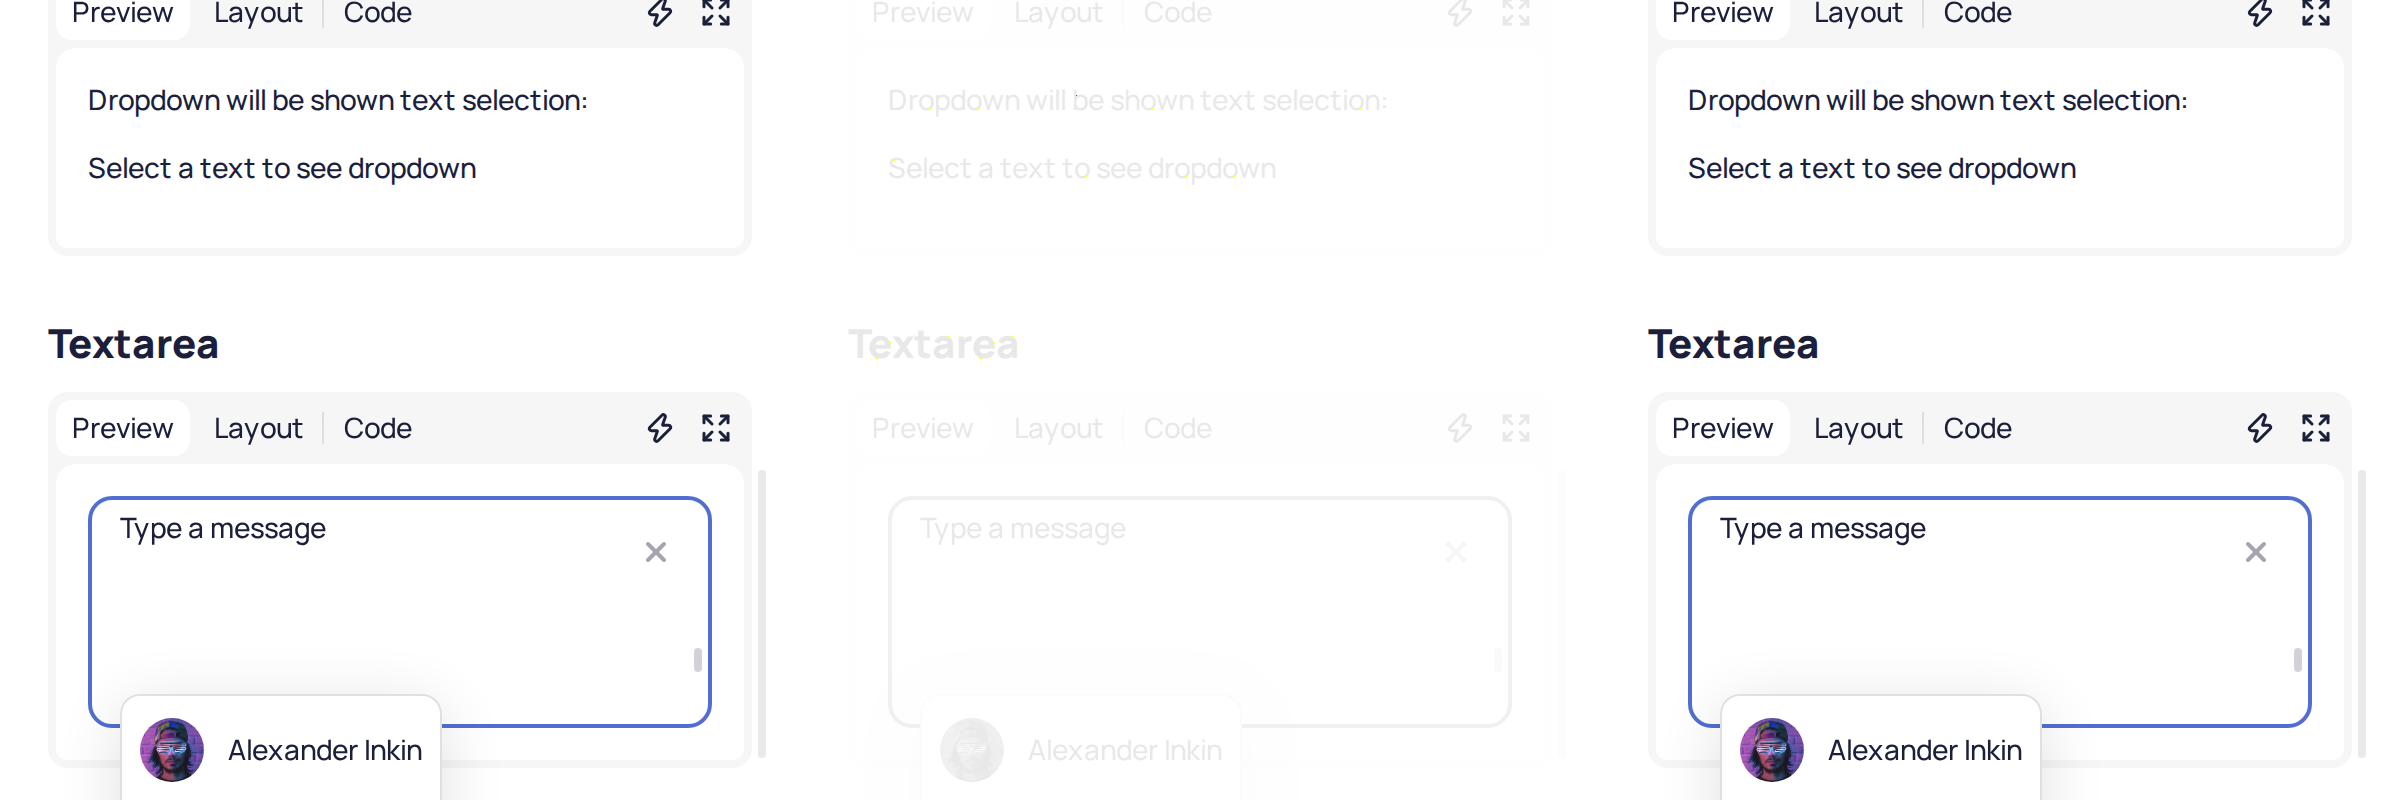 Preview Layout Code Preview Layout Code Preview Layout Code
Dropdown will be shown text selection: Dropdown will be shown text selection: Dropdown will be shown text selection:
Select a text to see dropdown Select a text to see dropdown Select a text to see dropdown
Textarea Textarea Textarea
Preview Layout Code Preview Layout Code Preview Layout Code
Type a message Type a message Type a message
Alexander Inkin Alexander Inkin Alexander Inkin